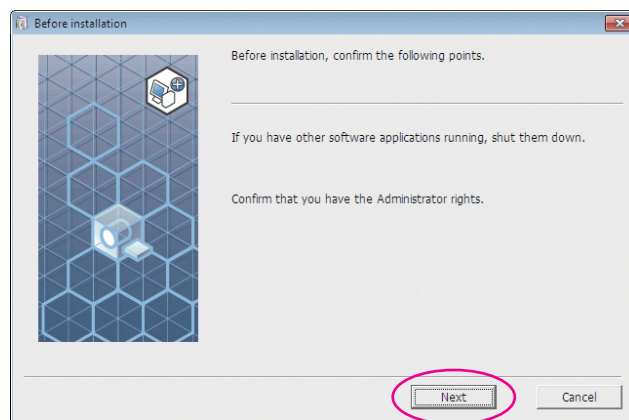 Before installation
Before installation, confirm the following points.
If you have other software applications running, shut them down.
Confirm that you have the Administrator rights.
Next
Cancel